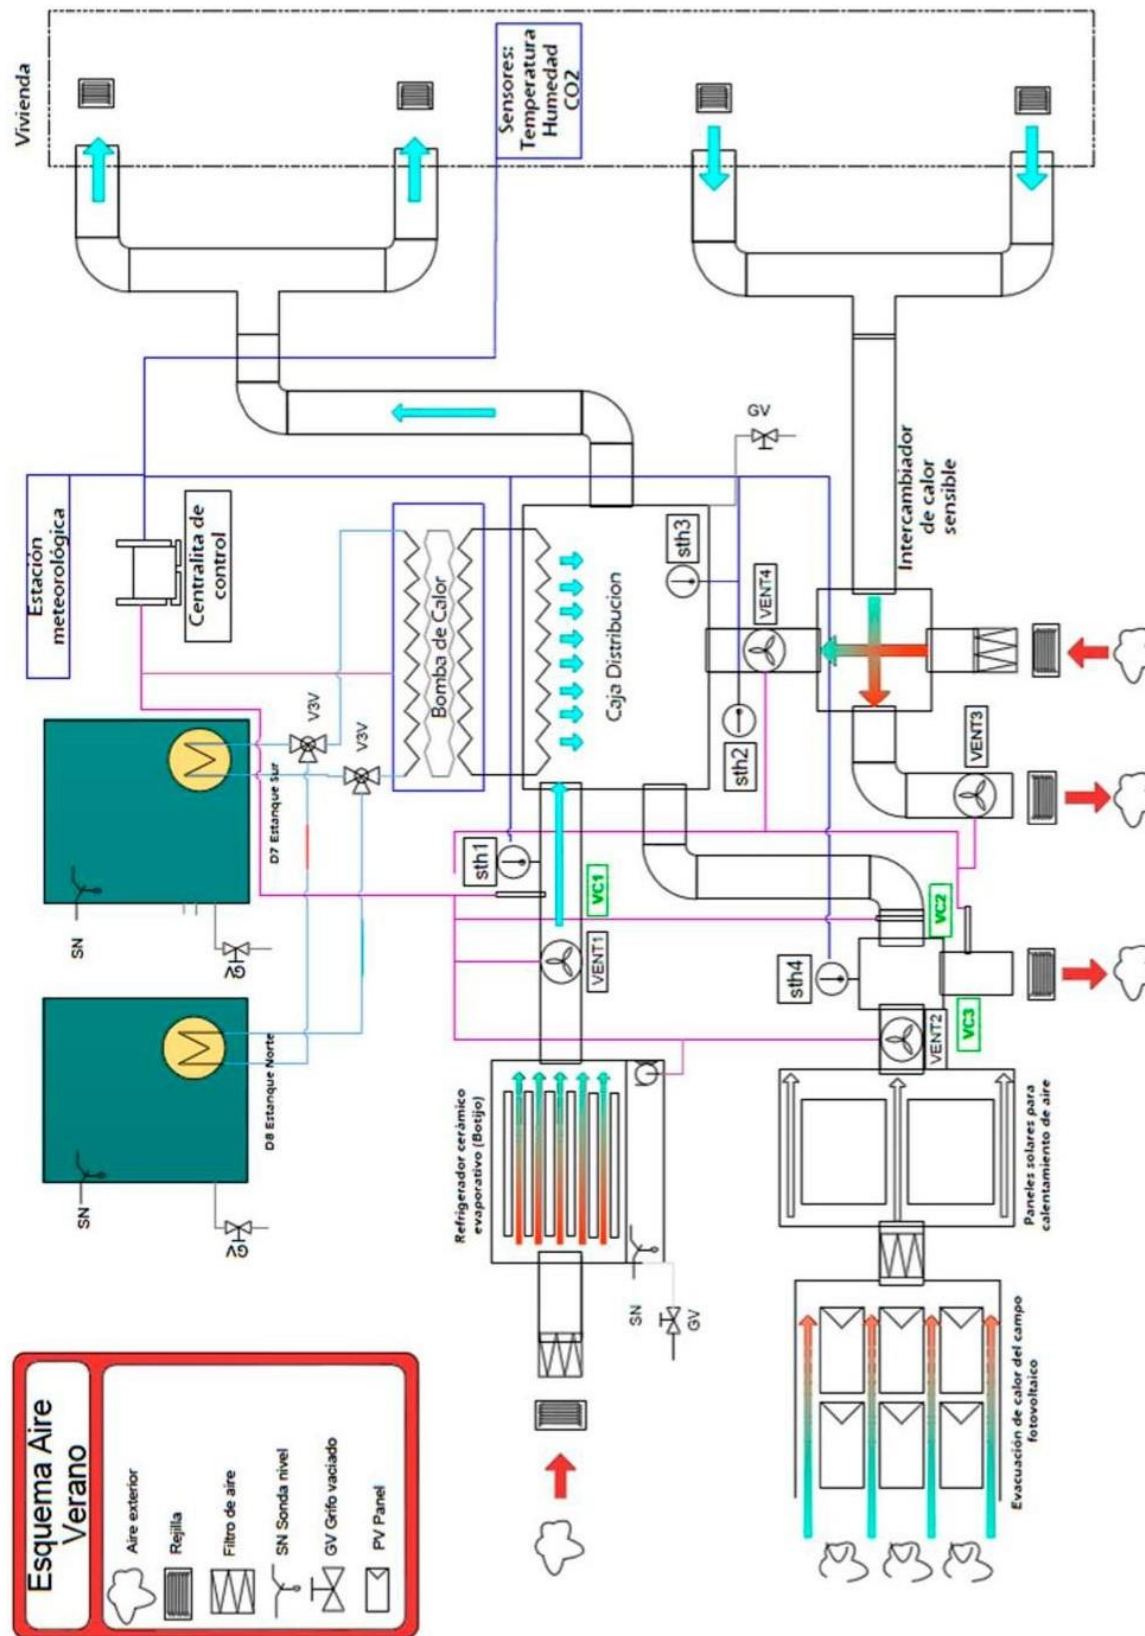 Esquema Aire
Verano
Aire exterior
Rejilla
Filtro de aire
SN Sonda nivel
GV Grifo vaciado
PV Panel
Vivienda
Sensores:
Temperatura
Humedad
CO2
Estación
meteorológica
Centralita de
control
D7 Estanque Sur
SN
GV
D8 Estanque Norte
SN
GV
V3V
V3V
Bomba de Calor
Caja Distribucion
GV
sth3
sth2
VENT4
Intercambiador
de calor
sensible
VENT3
sth1
VC1
VENT1
VC2
sth4
VC3
VENT2
Refrigerador cerámico
evaporativo (Botijo)
SN
GV
Paneles solares para
calentamiento de aire
Evacuación de calor del campo
fotovoltaico